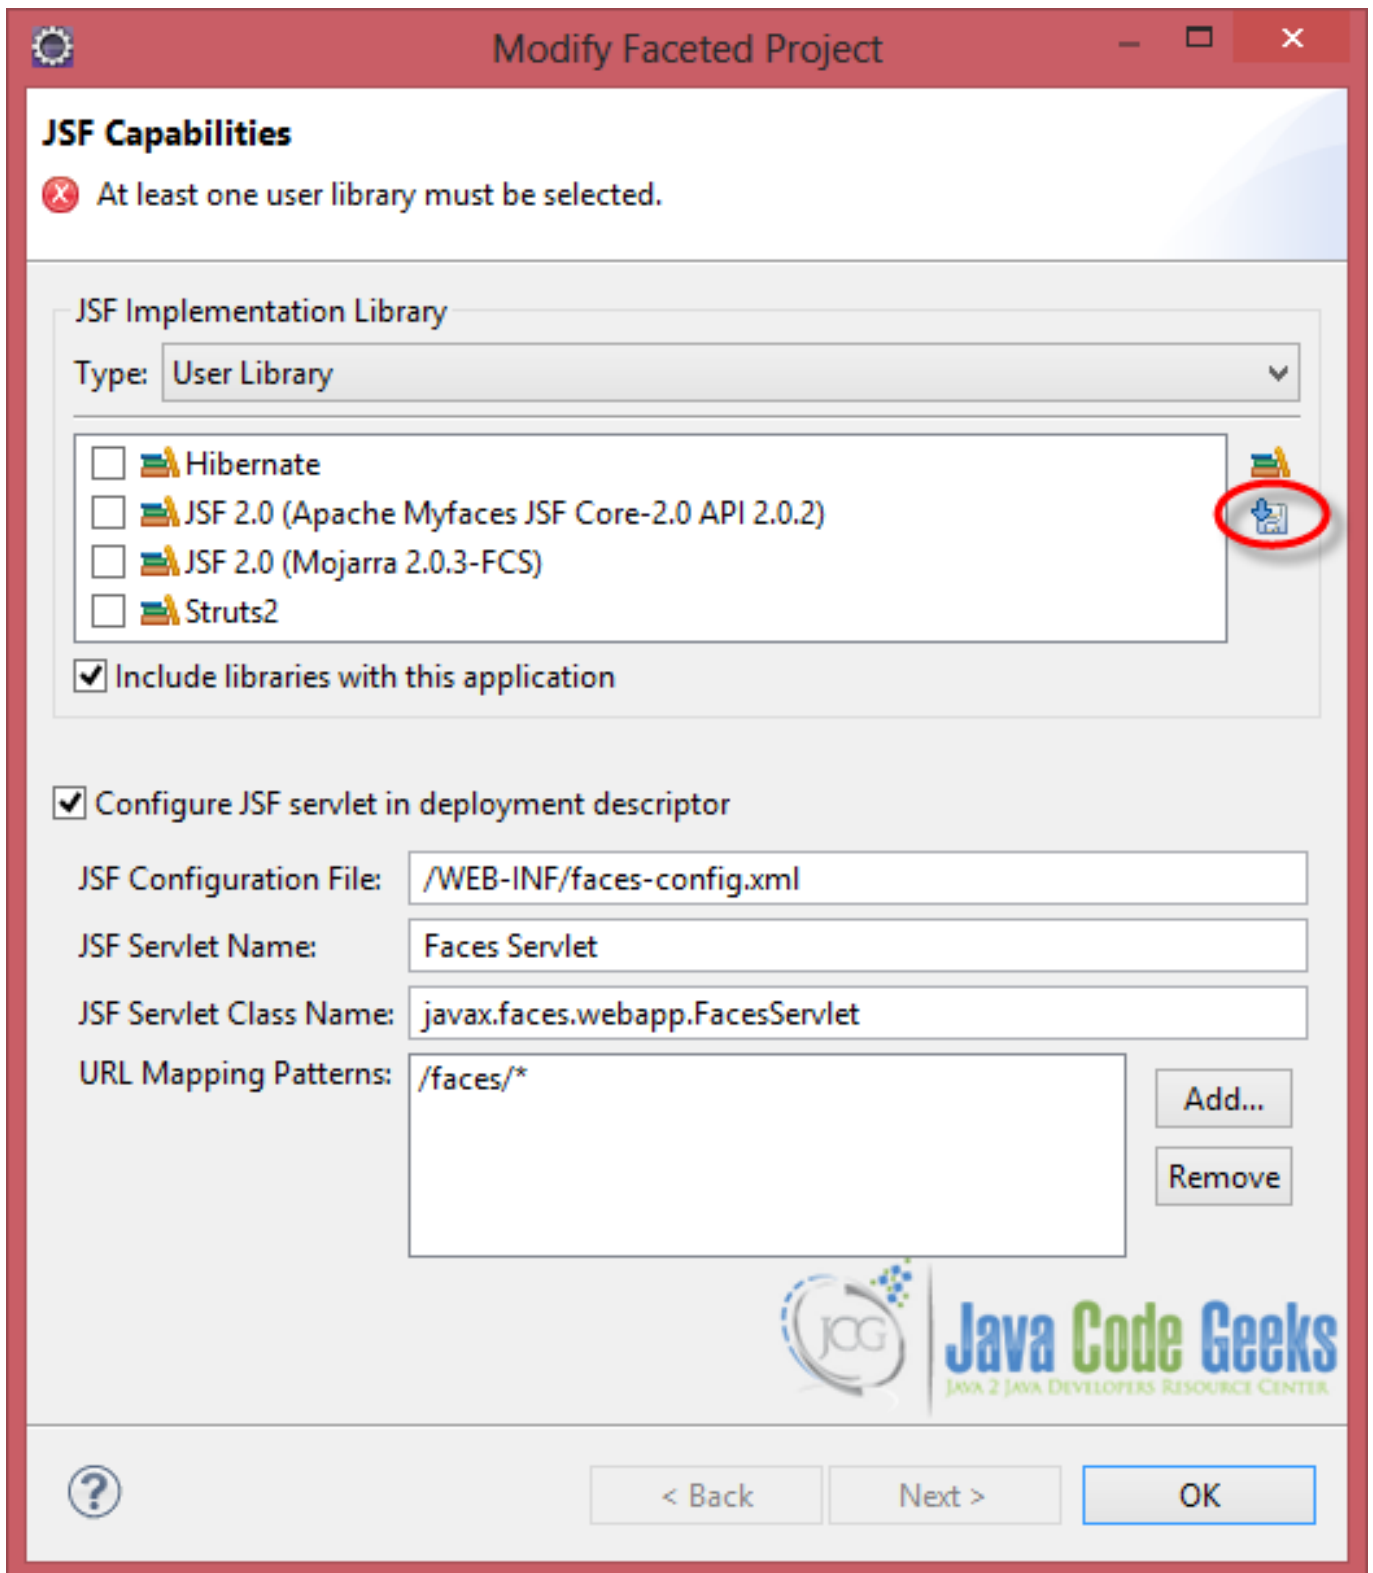 Modify Faceted Project
JSF Capabilities
At least one user library must be selected.
JSF Implementation Library
Type: User Library
Hibernate
JSF 2.0 (Apache Myfaces JSF Core-2.0 API 2.0.2)
JSF 2.0 (Mojarra 2.0.3-FCS)
Struts2
Include libraries with this application
Configure JSF servlet in deployment descriptor
JSF Configuration File: /WEB-INF/faces-config.xml
JSF Servlet Name: Faces Servlet
JSF Servlet Class Name: javax.faces.webapp.FacesServlet
URL Mapping Patterns: /faces/*
Add...
Remove
JCG Java Code Geeks
Java 2 Java Developers Resource Center
? < Back Next > OK